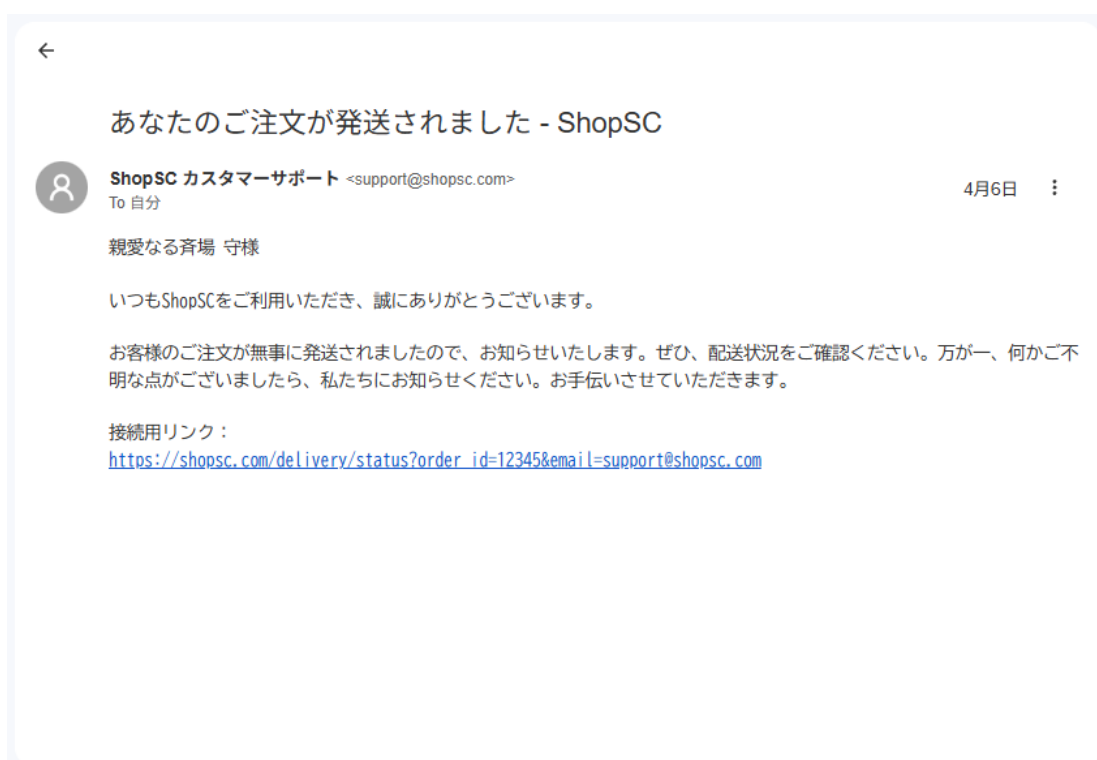 あなたのご注文が発送されました - ShopSC
ShopSC カスタマーサポート <support@shopsc.com>
To 自分
4月6日
親愛なる斉場 守様
いつもShopSCをご利用いただき、誠にありがとうございます。
お客様のご注文が無事に発送されましたので、お知らせいたします。ぜひ、配送状況をご確認ください。万が一、何かご不
明な点がございましたら、私たちにお知らせください。お手伝いさせていただきます。
接続用リンク：
https://shopsc.com/delivery/status?order_id=12345&email=support@shopsc.com